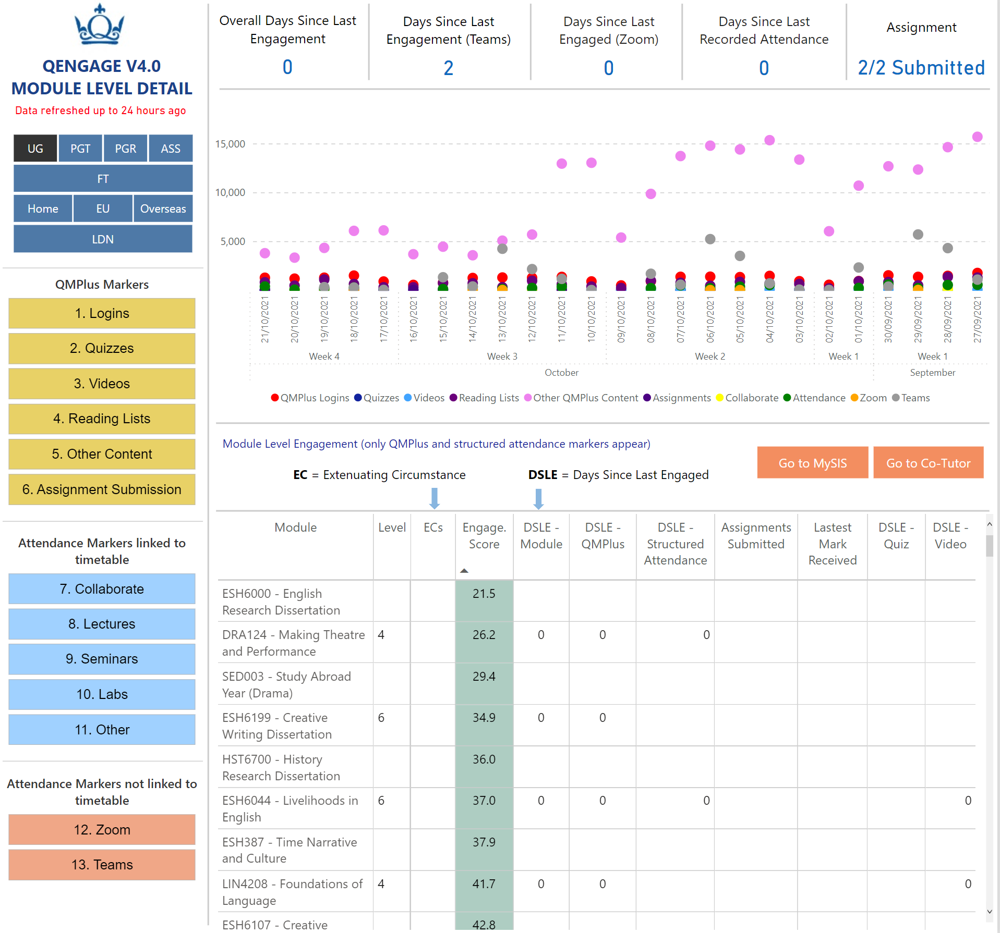 QENGAGE V4.0
MODULE LEVEL DETAIL
Data refreshed up to 24 hours ago
UG PGT PGR ASS
FT
Home EU Overseas
LDN
QMPlus Markers
1. Logins
2. Quizzes
3. Videos
4. Reading Lists
5. Other Content
6. Assignment Submission
Attendance Markers linked to
timetable
7. Collaborate
8. Lectures
9. Seminars
10. Labs
11. Other
Attendance Markers not linked to
timetable
12. Zoom
13. Teams
Overall Days Since Last
Engagement
0
Days Since Last
Engagement (Teams)
2
Days Since Last
Engaged (Zoom)
0
Days Since Last
Recorded Attendance
0
Assignment
2/2 Submitted
15,000
10,000
5,000
21/10/2021
20/10/2021
19/10/2021
18/10/2021
17/10/2021
16/10/2021
15/10/2021
14/10/2021
13/10/2021
12/10/2021
11/10/2021
10/10/2021
09/10/2021
08/10/2021
07/10/2021
06/10/2021
05/10/2021
04/10/2021
03/10/2021
02/10/2021
01/10/2021
30/09/2021
29/09/2021
28/09/2021
27/09/2021
Week 4 Week 3 Week 2 Week 1 Week 1
October September
QMPlus Logins Quizzes Videos Reading Lists Other QMPlus Content Assignments Collaborate Attendance Zoom Teams
Module Level Engagement (only QMPlus and structured attendance markers appear)
EC = Extenuating Circumstance DSLE = Days Since Last Engaged
Go to MySIS Go to Co-Tutor
Module Level ECs Engage. DSLE - DSLE - DSLE - Assignments Lastest DSLE - DSLE -
Score Module QMPlus Structured Submitted Mark Quiz Video
Attendance Received
ESH6000 - English 21.5
Research Dissertation
DRA124 - Making Theatre 4 26.2 0 0 0
and Performance
SED003 - Study Abroad 29.4
Year (Drama)
ESH6199 - Creative 6 34.9 0 0
Writing Dissertation
HST6700 - History 36.0
Research Dissertation
ESH6044 - Livelihoods in 6 37.0 0 0 0 0
English
ESH387 - Time Narrative 37.9
and Culture
LIN4208 - Foundations of 4 41.7 0 0 0
Language
ESH6107 - Creative 42.8